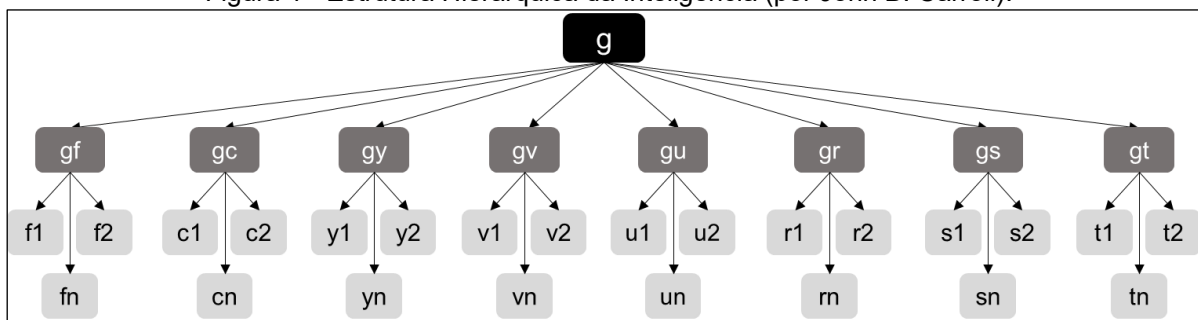 Estrutura Hierárquica da Inteligência (por John B. Carroll).
g
gf gc gy gv gu gr gs gt
f1 f2 c1 c2 y1 y2 v1 v2 u1 u2 r1 r2 s1 s2 t1 t2
fn cn yn vn un rn sn tn